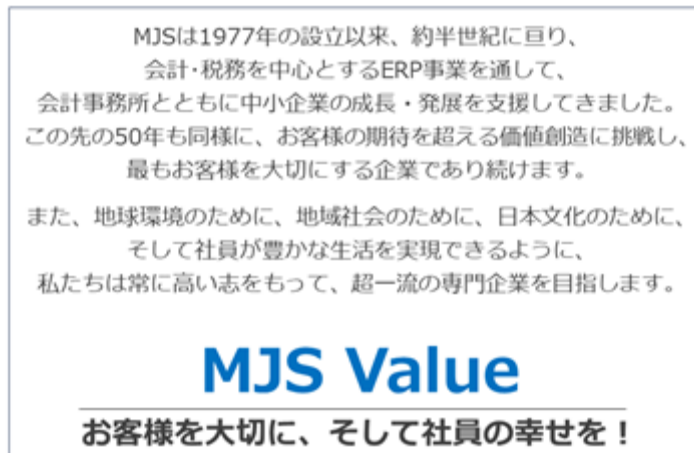 MJSは1977年の設立以来、約半世紀に亘り、
会計・税務を中心とするERP事業を通して、
会計事務所とともに中小企業の成長・発展を支援してきました。
この先の50年も同様に、お客様の期待を超える価値創造に挑戦し、
最もお客様を大切にする企業であり続けます。
また、地球環境のために、地域社会のために、日本文化のために、
そして社員が豊かな生活を実現できるように、
私たちは常に高い志をもって、超一流の専門企業を目指します。
MJS Value
お客様を大切に、そして社員の幸せを！